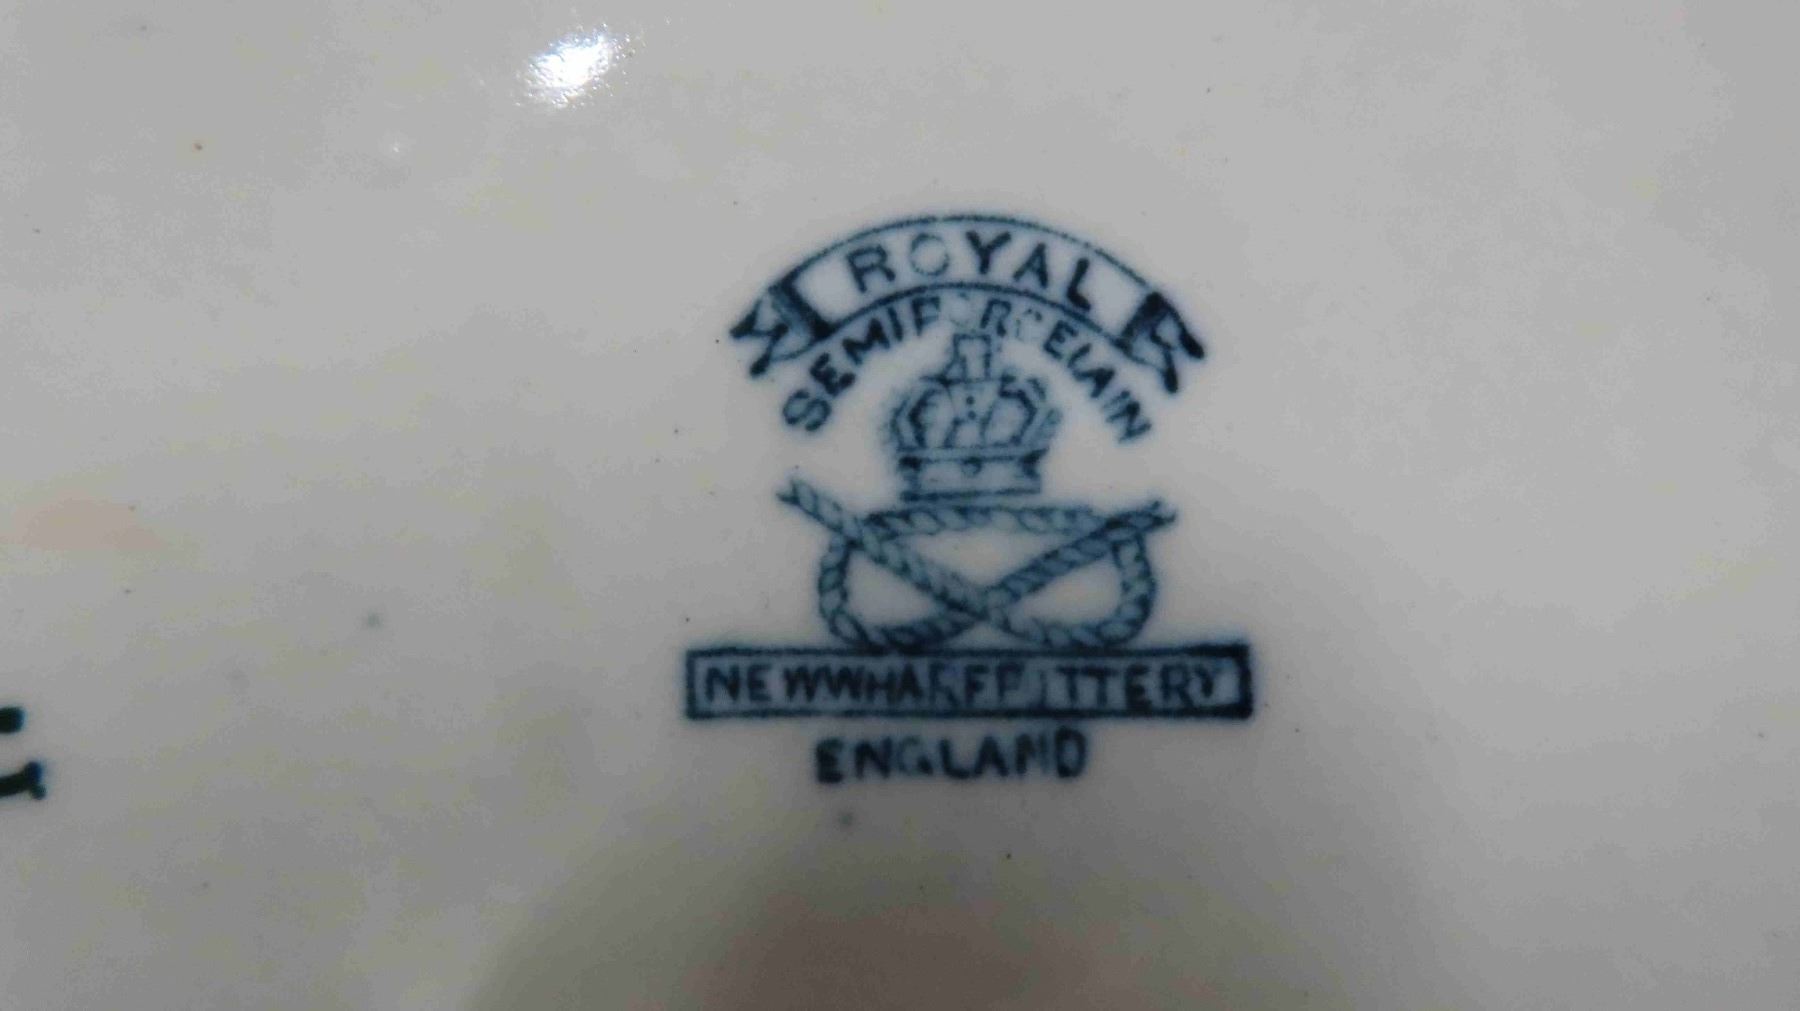 ROYAL
SEMI PORCELAIN
NEW WHARF POTTERY
ENGLAND